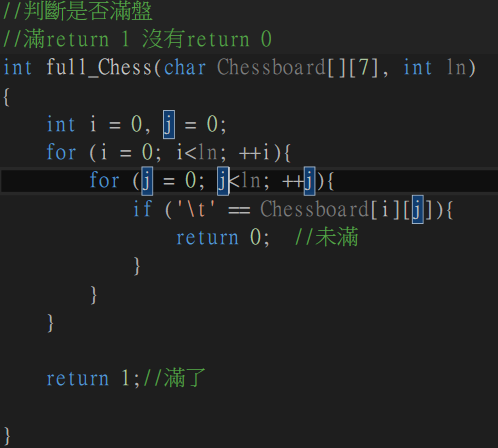 //判斷是否滿盤
//滿return 1 沒有return 0
int full_Chess(char Chessboard[][7], int ln)
{
    int i = 0, j = 0;
    for (i = 0; i<ln; ++i){
        for (j = 0; j<ln; ++j){
            if ('\t' == Chessboard[i][j]){
                return 0;  //未滿
            }
        }
    }

    return 1;//滿了

}